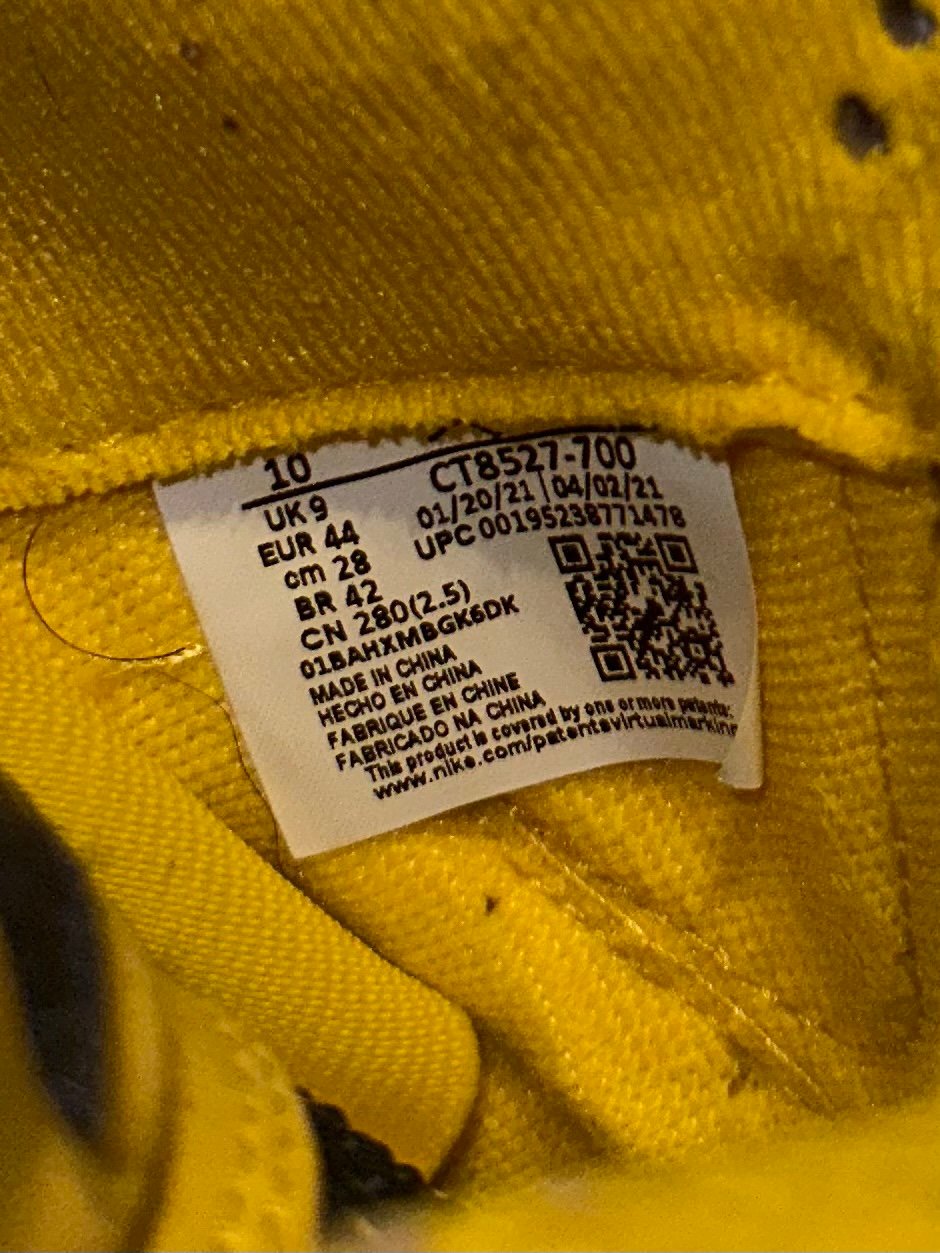 10 CT8527-700
UK 9 01/20/21 | 04/02/21
EUR 44 UPC 00195238771478
cm 28
BR 42
CN 280(2.5)
01BAHXMBGK6DK
MADE IN CHINA
HECHO EN CHINA
FABRIQUE EN CHINE
FABRICADO NA CHINA
This product is covered by one or more patents:
www.nike.com/patentsvirtualmarking